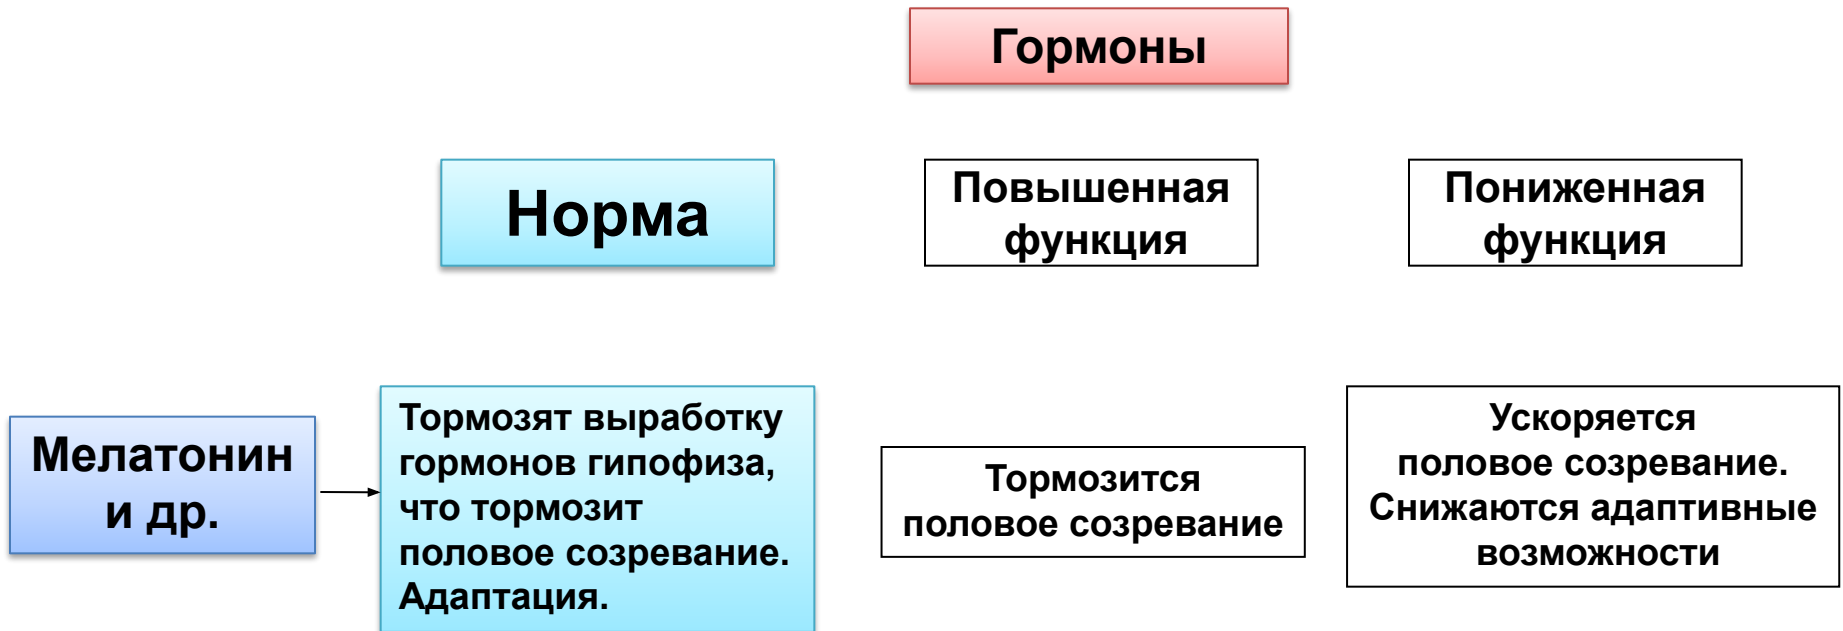 Гормоны
Норма
Повышенная
функция
Пониженная
функция
Мелатонин
и др.
Тормозят выработку
гормонов гипофиза,
что тормозит
половое созревание.
Адаптация.
Тормозится
половое созревание
Ускоряется
половое созревание.
Снижаются адаптивные
возможности